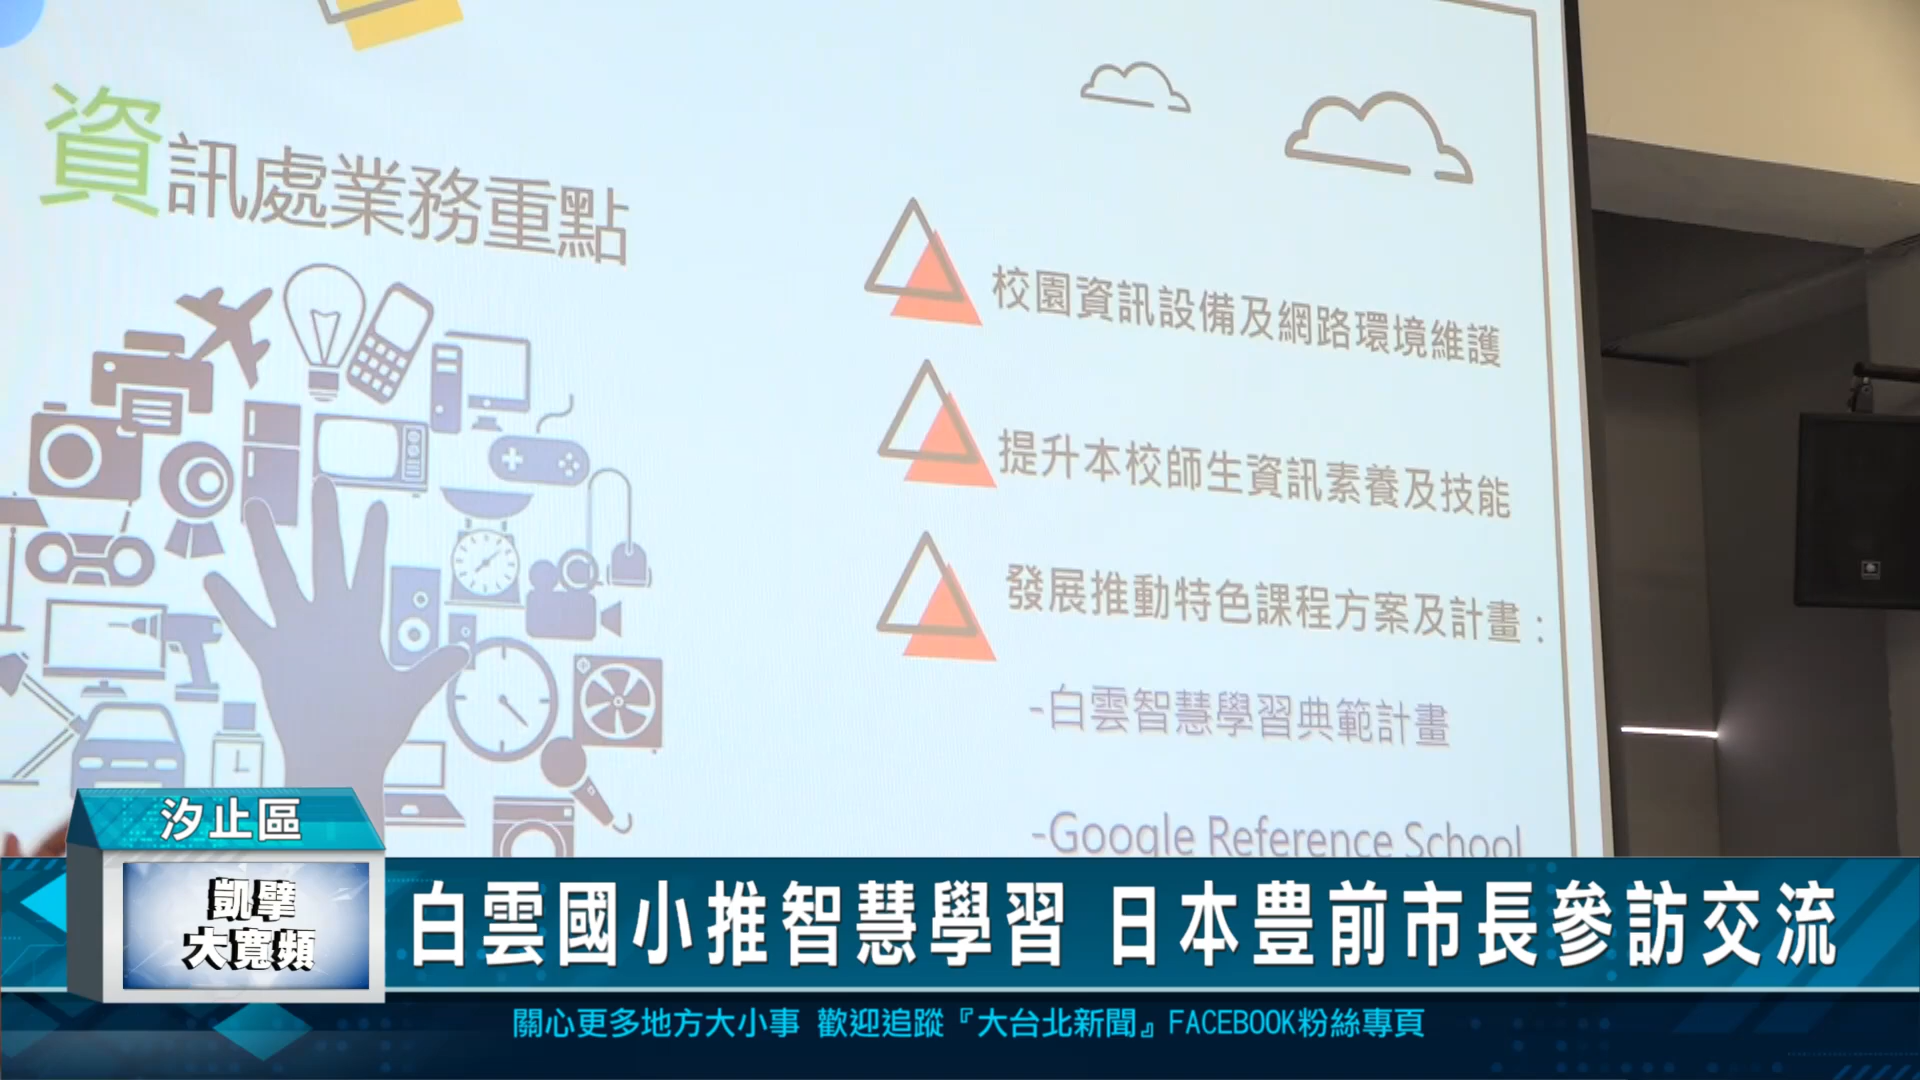 資訊處業務重點
校園資訊設備及網路環境維護
提升本校師生資訊素養及技能
發展推動特色課程方案及計畫：
-白雲智慧學習典範計畫
-Google Reference School
汐止區
凱擘
大寬頻
白雲國小推智慧學習 日本豊前市長參訪交流
關心更多地方大小事 歡迎追蹤『大台北新聞』FACEBOOK粉絲專頁